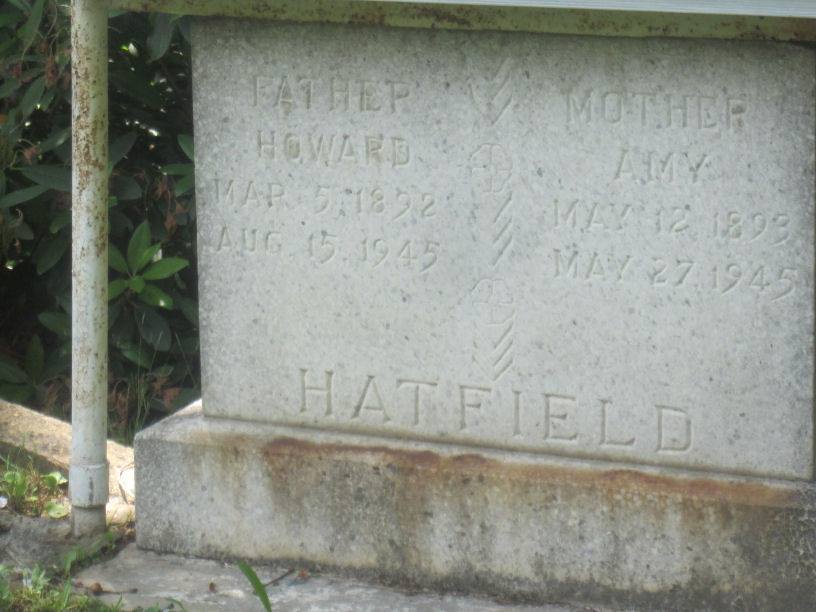 FATHER
HOWARD
MAR. 5, 1892
AUG. 15, 1945
MOTHER
AMY
MAY 12, 1893
MAY 27, 1945
HATFIELD